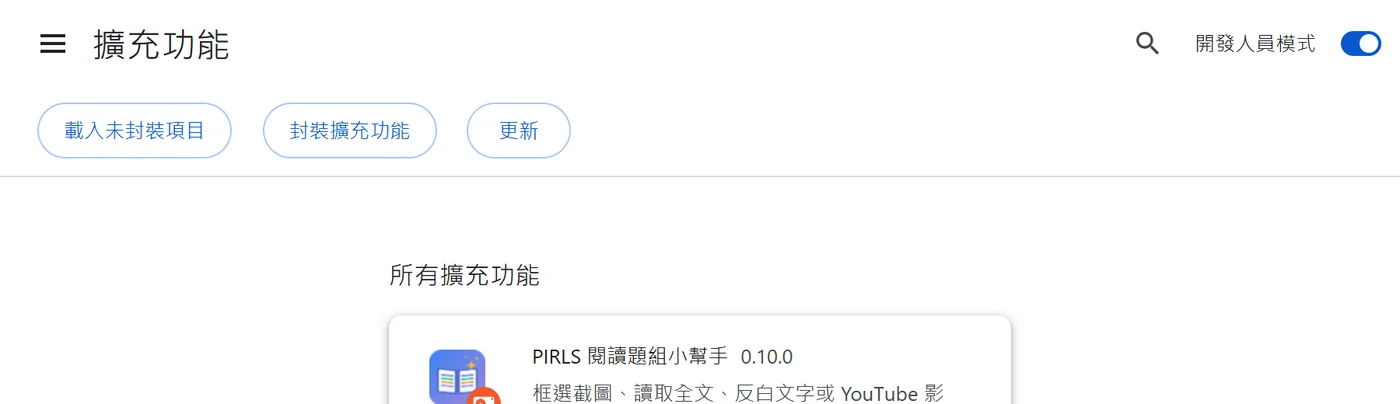 擴充功能
開發人員模式
載入未封裝項目 封裝擴充功能 更新
所有擴充功能
PIRLS 閱讀題組小幫手 0.10.0
框選截圖、讀取全文、反白文字或 YouTube 影